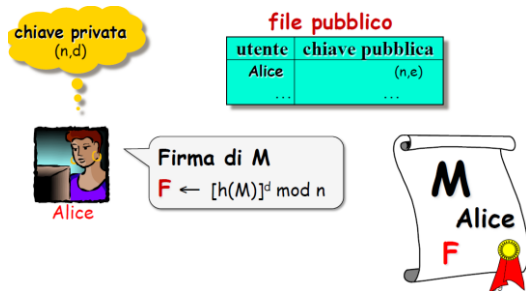 chiave privata
(n,d)
file pubblico
utente chiave pubblica
Alice (n,e)
... ...
Alice
Firma di M
F ← [h(M)]ᵈ mod n
M
Alice
F